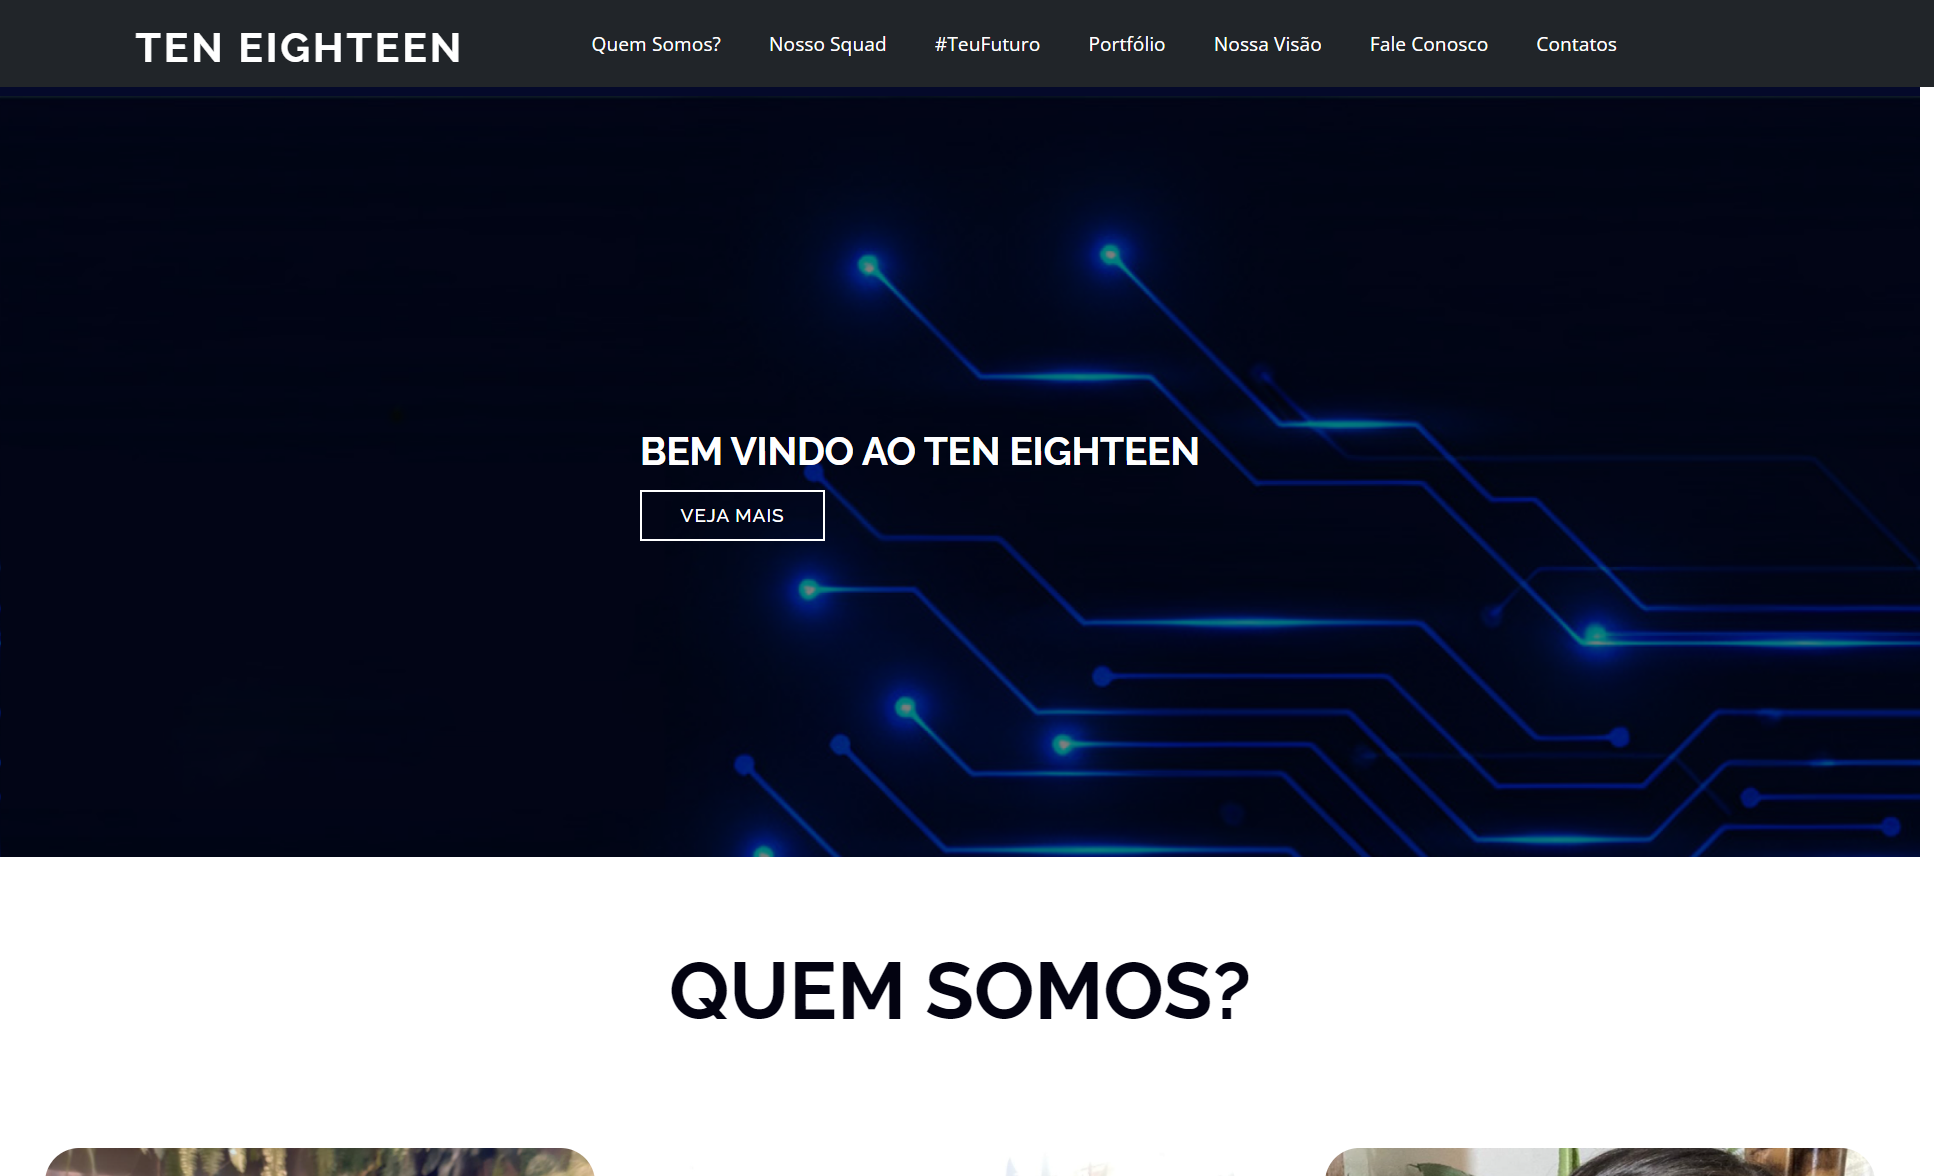 TEN EIGHTEEN
Quem Somos? Nosso Squad #TeuFuturo Portfólio Nossa Visão Fale Conosco Contatos
BEM VINDO AO TEN EIGHTEEN
VEJA MAIS
QUEM SOMOS?